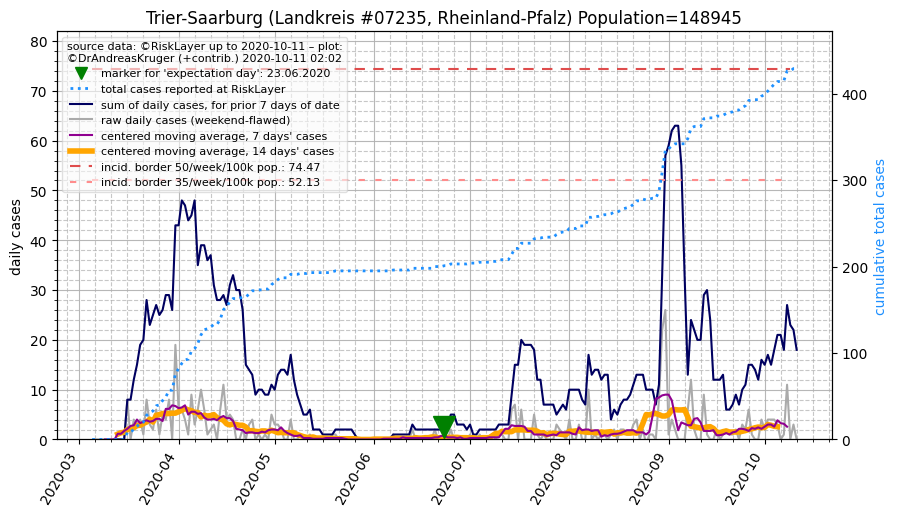 Trier-Saarburg (Landkreis #07235, Rheinland-Pfalz) Population=148945
source data: ©RiskLayer up to 2020-10-11 – plot:
©DrAndreasKruger (+contrib.) 2020-10-11 02:02
marker for 'expectation day': 23.06.2020
total cases reported at RiskLayer
sum of daily cases, for prior 7 days of date
raw daily cases (weekend-flawed)
centered moving average, 7 days' cases
centered moving average, 14 days' cases
incid. border 50/week/100k pop.: 74.47
incid. border 35/week/100k pop.: 52.13
daily cases
80
70
60
50
40
30
20
10
0
cumulative total cases
400
300
200
100
0
2020-03
2020-04
2020-05
2020-06
2020-07
2020-08
2020-09
2020-10